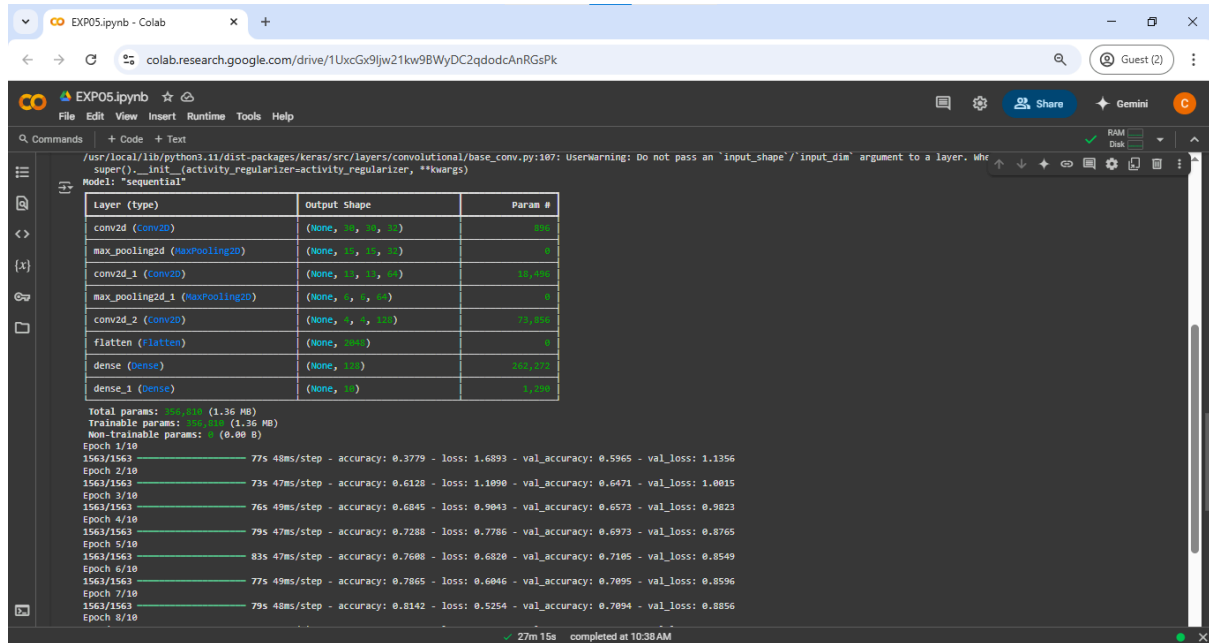 EXP05.ipynb - Colab
colab.research.google.com/drive/1UxcGx9ljw21kw9BWyDC2qdodcAnRGsPk
Guest (2)
EXP05.ipynb
Share
Gemini
C
File Edit View Insert Runtime Tools Help
Commands + Code + Text
RAM
Disk
/usr/local/lib/python3.11/dist-packages/keras/src/layers/convolutional/base_conv.py:107: UserWarning: Do not pass an `input_shape`/`input_dim` argument to a layer. Whe
super().__init__(activity_regularizer=activity_regularizer, **kwargs)
Model: "sequential"
Layer (type) Output Shape Param #
conv2d (Conv2D) (None, 30, 30, 32) 896
max_pooling2d (MaxPooling2D) (None, 15, 15, 32) 0
conv2d_1 (Conv2D) (None, 13, 13, 64) 18,496
max_pooling2d_1 (MaxPooling2D) (None, 6, 6, 64) 0
conv2d_2 (Conv2D) (None, 4, 4, 128) 73,856
flatten (Flatten) (None, 2048) 0
dense (Dense) (None, 128) 262,272
dense_1 (Dense) (None, 10) 1,290
Total params: 356,810 (1.36 MB)
Trainable params: 356,810 (1.36 MB)
Non-trainable params: 0 (0.00 B)
Epoch 1/10
1563/1563 77s 48ms/step - accuracy: 0.3779 - loss: 1.6893 - val_accuracy: 0.5965 - val_loss: 1.1356
Epoch 2/10
1563/1563 73s 47ms/step - accuracy: 0.6128 - loss: 1.1090 - val_accuracy: 0.6471 - val_loss: 1.0015
Epoch 3/10
1563/1563 76s 49ms/step - accuracy: 0.6845 - loss: 0.9043 - val_accuracy: 0.6573 - val_loss: 0.9823
Epoch 4/10
1563/1563 79s 47ms/step - accuracy: 0.7288 - loss: 0.7786 - val_accuracy: 0.6973 - val_loss: 0.8765
Epoch 5/10
1563/1563 83s 47ms/step - accuracy: 0.7608 - loss: 0.6820 - val_accuracy: 0.7105 - val_loss: 0.8549
Epoch 6/10
1563/1563 77s 49ms/step - accuracy: 0.7865 - loss: 0.6046 - val_accuracy: 0.7095 - val_loss: 0.8596
Epoch 7/10
1563/1563 79s 48ms/step - accuracy: 0.8142 - loss: 0.5254 - val_accuracy: 0.7094 - val_loss: 0.8856
Epoch 8/10
27m 15s completed at 10:38 AM